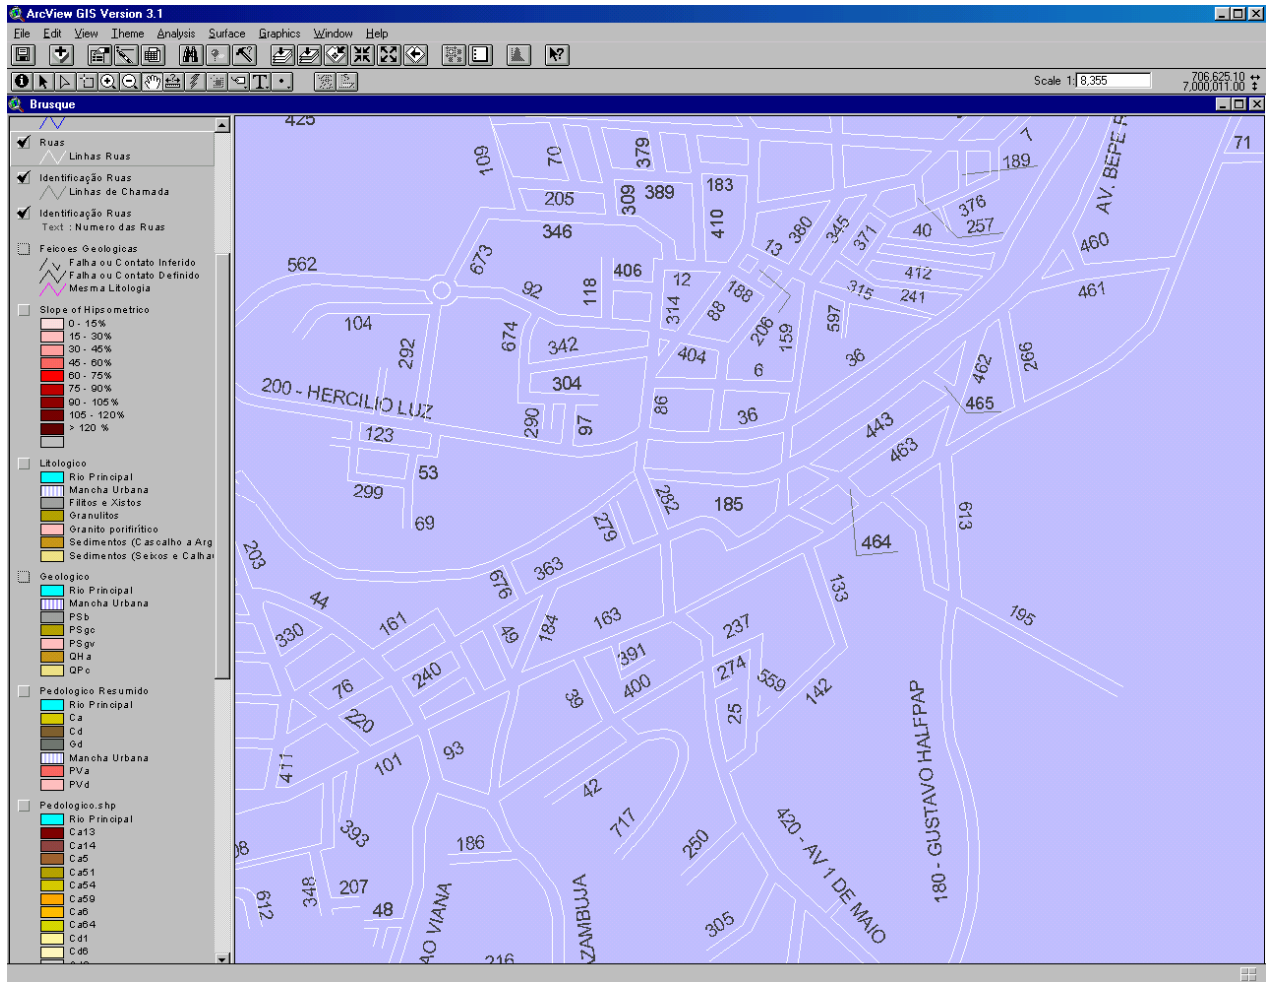 ArcView GIS Version 3.1
File Edit View Theme Analysis Surface Graphics Window Help
Scale 1: 8,355
706,625.10
7,000,011.00
Brusque
Ruas
Linhas Ruas
Identificação Ruas
Linhas de Chamada
Identificação Ruas
Text : Numero das Ruas
Feicoes Geologicas
Falha ou Contato Inferido
Falha ou Contato Definido
Mesma Litologia
Slope of Hipsometrico
0 - 15%
15 - 30%
30 - 45%
45 - 60%
60 - 75%
75 - 90%
90 - 105%
105 - 120%
> 120 %
Litologico
Rio Principal
Mancha Urbana
Filitos e Xistos
Granulitos
Granito porifirítico
Sedimentos (Cascalho a Arg
Sedimentos (Seixos e Calha
Geologico
Rio Principal
Mancha Urbana
PSb
PSgc
PSgv
QHa
QPc
Pedologico Resumido
Rio Principal
Ca
Cd
Gd
Mancha Urbana
PVa
PVd
Pedologico.shp
Rio Principal
Ca13
Ca14
Ca5
Ca51
Ca54
Ca59
Ca6
Ca64
Cd1
Cd6
425
109
70
379
7
189
AV. BEPE R
71
205
309
389
183
410
376
257
346
673
13
380
345
371
40
460
562
406
118
12
412
461
92
314
188
88
315
241
104
206
159
597
292
674
342
404
6
36
462
266
304
200 - HERCILIO LUZ
290
97
86
36
465
123
443
463
53
299
282
185
69
279
613
464
203
676
363
133
44
161
49
184
163
237
195
330
391
240
274
559
76
400
39
142
220
25
411
101
93
42
717
180 - GUSTAVO HALFPAP
393
186
250
420 - AV 1 DE MAIO
348
207
612
48
305
AO VIANA
ZAMBUJA
216